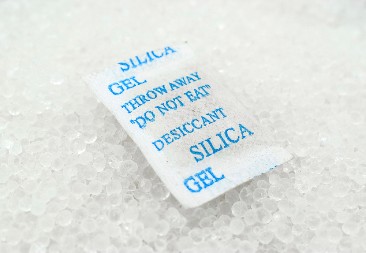 SILICA
GEL
THROW AWAY
"DO NOT EAT"
DESICCANT
SILICA
GEL